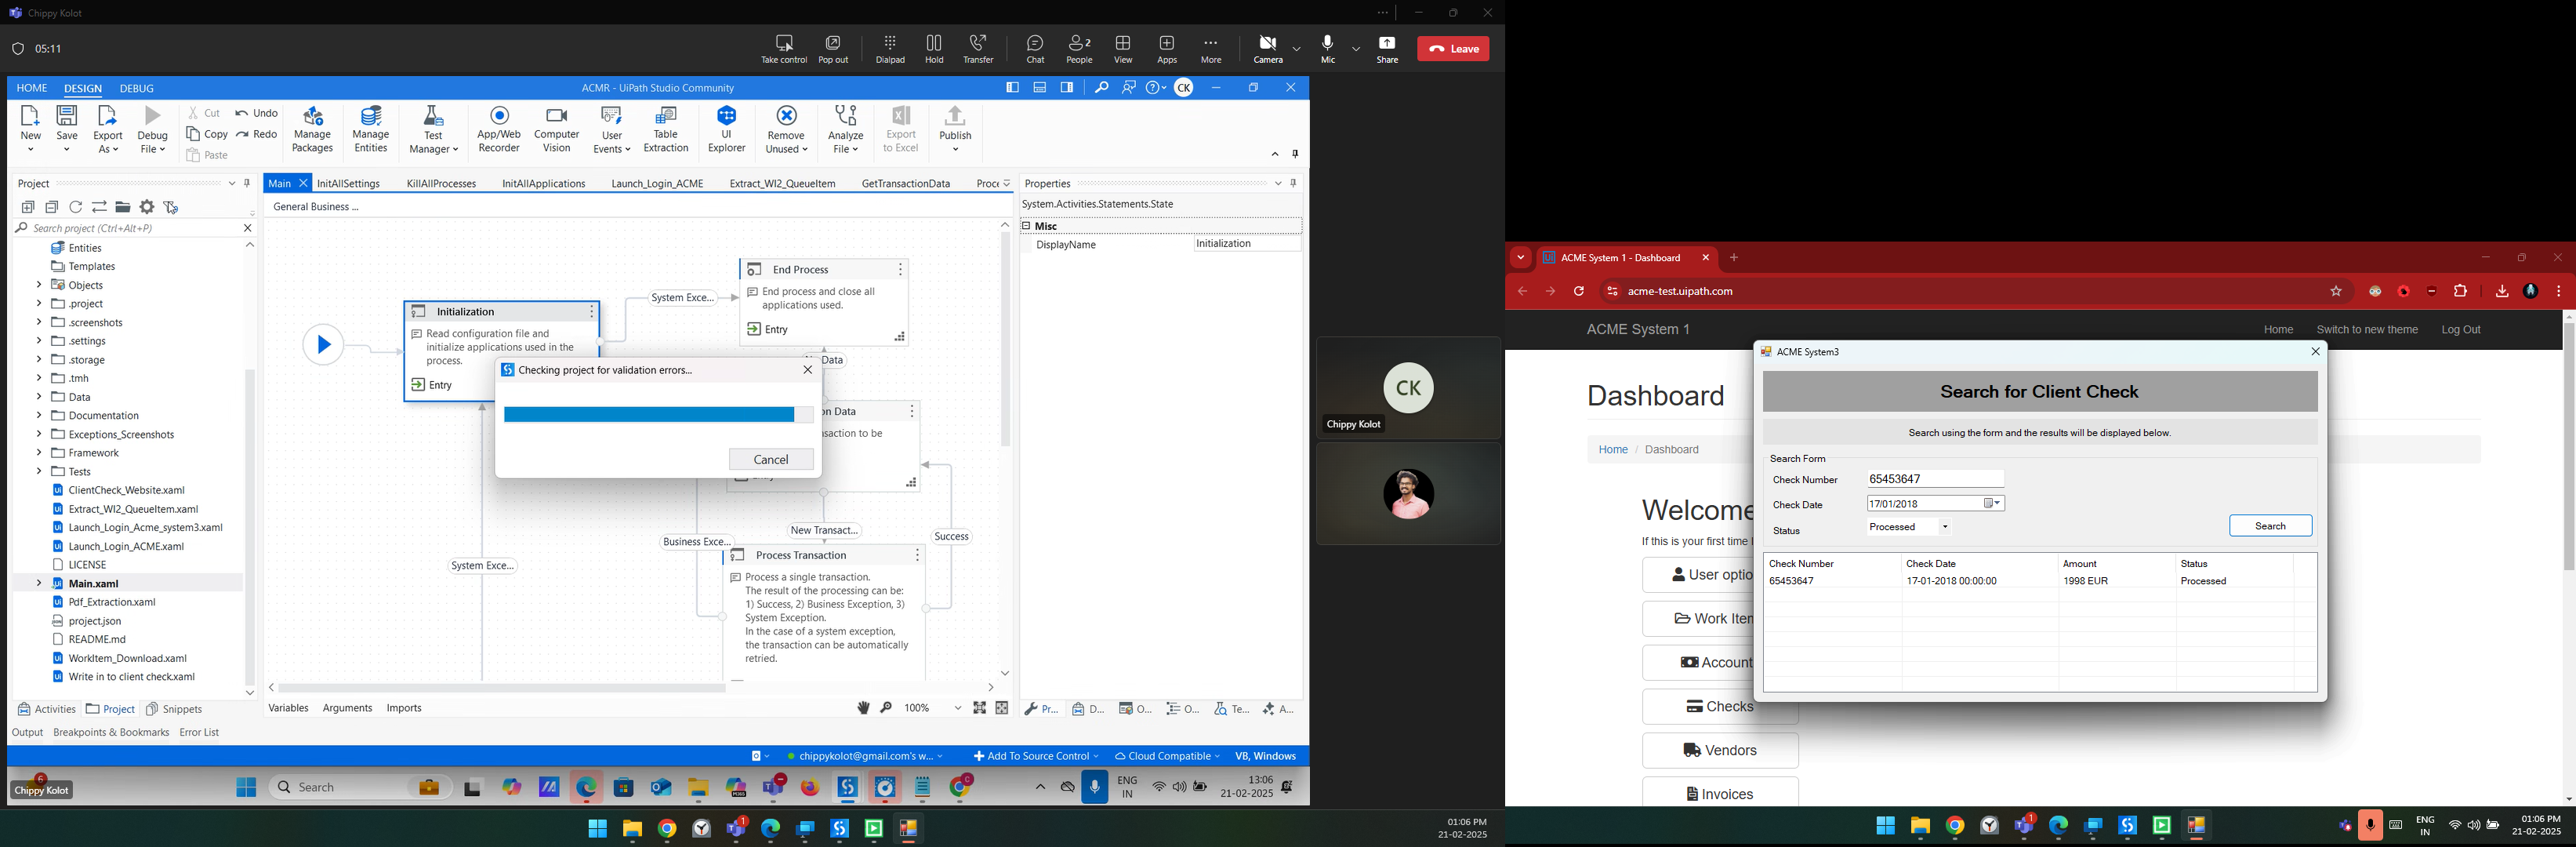 Chippy Kolot
05:11
Take control
Pop out
Dialpad
Hold
Transfer
Chat
2
People
View
Apps
More
Camera
Mic
Share
Leave
HOME
DESIGN
DEBUG
ACMR - UiPath Studio Community
CK
New
Save
Export
As
Debug
File
Cut
Copy
Paste
Undo
Redo
Manage
Packages
Manage
Entities
Test
Manager
App/Web
Recorder
Computer
Vision
User
Events
Table
Extraction
UI
Explorer
Remove
Unused
Analyze
File
Export
to Excel
Publish
Project
Search project (Ctrl+Alt+P)
Entities
Templates
Objects
.project
.screenshots
.settings
.storage
.tmh
Data
Documentation
Exceptions_Screenshots
Framework
Tests
ClientCheck_Website.xaml
Extract_WI2_QueueItem.xaml
Launch_Login_Acme_system3.xaml
Launch_Login_ACME.xaml
LICENSE
Main.xaml
Pdf_Extraction.xaml
project.json
README.md
WorkItem_Download.xaml
Write in to client check.xaml
Activities
Project
Snippets
Output
Breakpoints & Bookmarks
Error List
Main
InitAllSettings
KillAllProcesses
InitAllApplications
Launch_Login_ACME
Extract_WI2_QueueItem
GetTransactionData
Proce
General Business ...
Initialization
Read configuration file and
initialize applications used in the
process.
Entry
System Exce...
End Process
End process and close all
applications used.
Entry
Data
Checking project for validation errors...
Cancel
on Data
nsaction to be
New Transact...
Business Exce...
Success
System Exce...
Process Transaction
Process a single transaction.
The result of the processing can be:
1) Success, 2) Business Exception, 3)
System Exception.
In the case of a system exception,
the transaction can be automatically
retried.
Variables
Arguments
Imports
100%
Properties
System.Activities.Statements.State
Misc
DisplayName
Initialization
Pr...
D...
O...
O...
Te...
A...
chippykolot@gmail.com's w...
Add To Source Control
Cloud Compatible
VB, Windows
6
Chippy Kolot
Search
ENG
IN
13:06
21-02-2025
CK
Chippy Kolot
1
01:06 PM
21-02-2025
ACME System 1 - Dashboard
acme-test.uipath.com
ACME System 1
Home
Switch to new theme
Log Out
Dashboard
Home / Dashboard
Welcome
If this is your first time
User optio
Work Item
Account
Checks
Vendors
Invoices
ACME System3
Search for Client Check
Search using the form and the results will be displayed below.
Search Form
Check Number
65453647
Check Date
17/01/2018
Status
Processed
Search
Check Number
Check Date
Amount
Status
65453647
17-01-2018 00:00:00
1998 EUR
Processed
1
ENG
IN
01:06 PM
21-02-2025